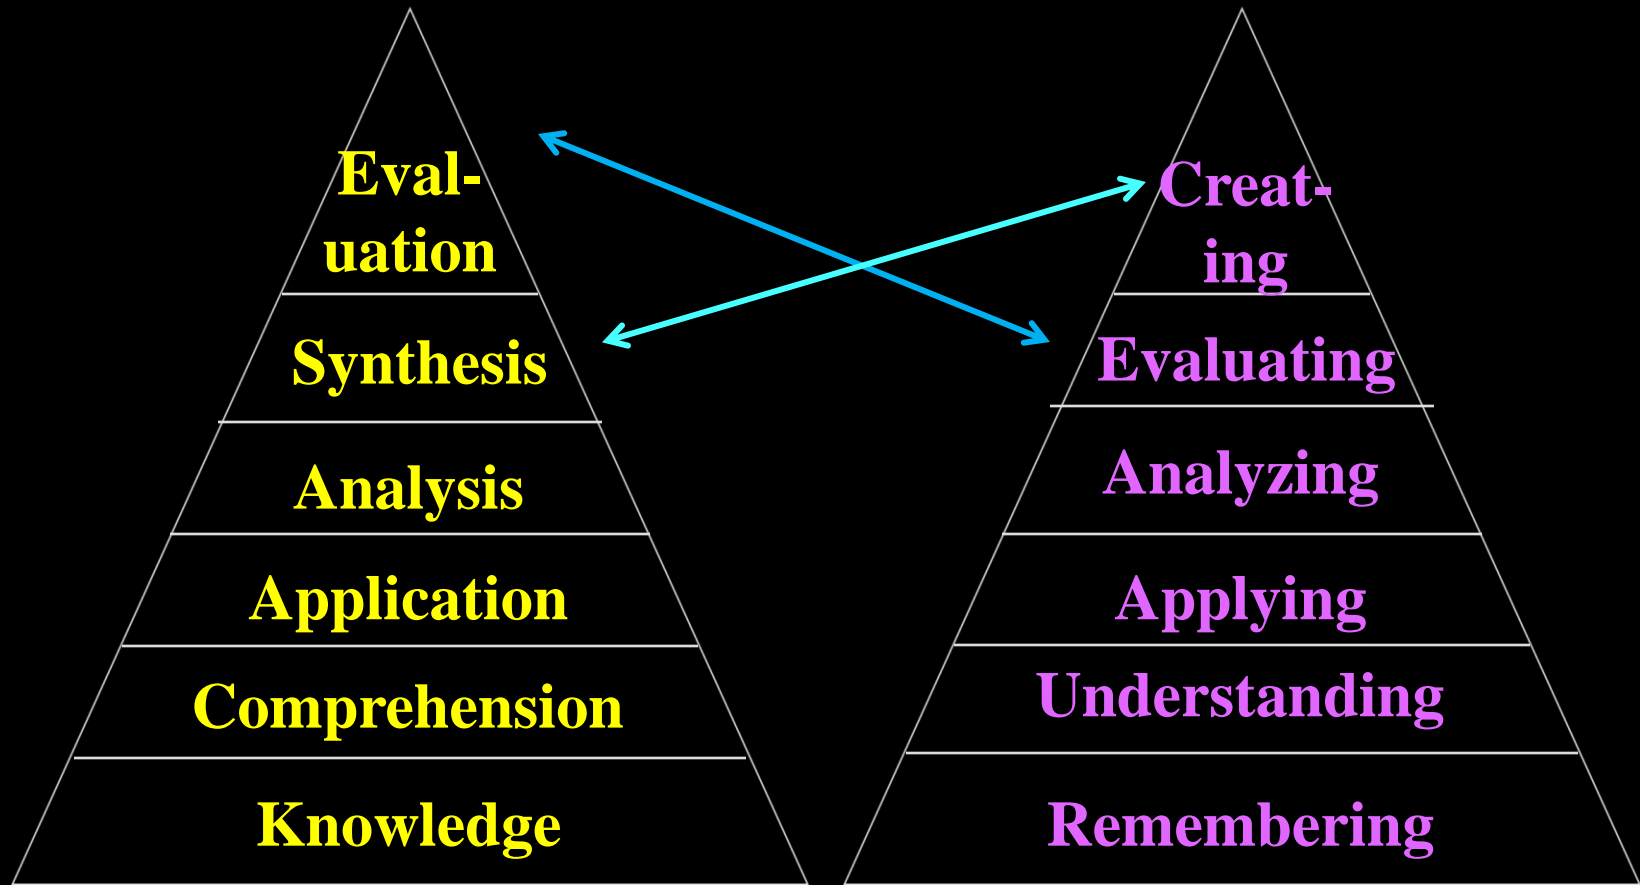 Eval-
uation
Synthesis
Analysis
Application
Comprehension
Knowledge
Creat-
ing
Evaluating
Analyzing
Applying
Understanding
Remembering